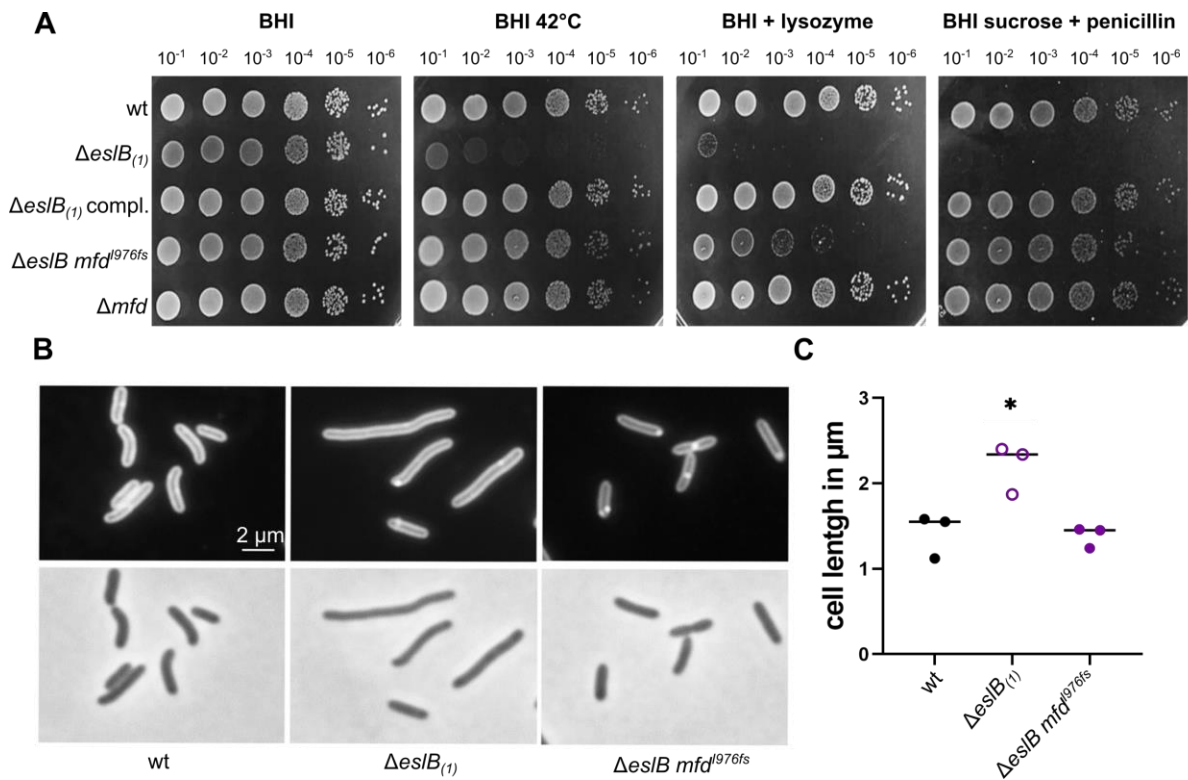 A
BHI
BHI 42°C
BHI + lysozyme
BHI sucrose + penicillin
10-1 10-2 10-3 10-4 10-5 10-6
10-1 10-2 10-3 10-4 10-5 10-6
10-1 10-2 10-3 10-4 10-5 10-6
10-1 10-2 10-3 10-4 10-5 10-6
wt
ΔeslB(1)
ΔeslB(1) compl.
ΔeslB mfdI976fs
Δmfd
B
2 µm
wt
ΔeslB(1)
ΔeslB mfdI976fs
C
cell lentgh in µm
3
2
1
0
*
wt
ΔeslB(1)
ΔeslB mfdI976fs